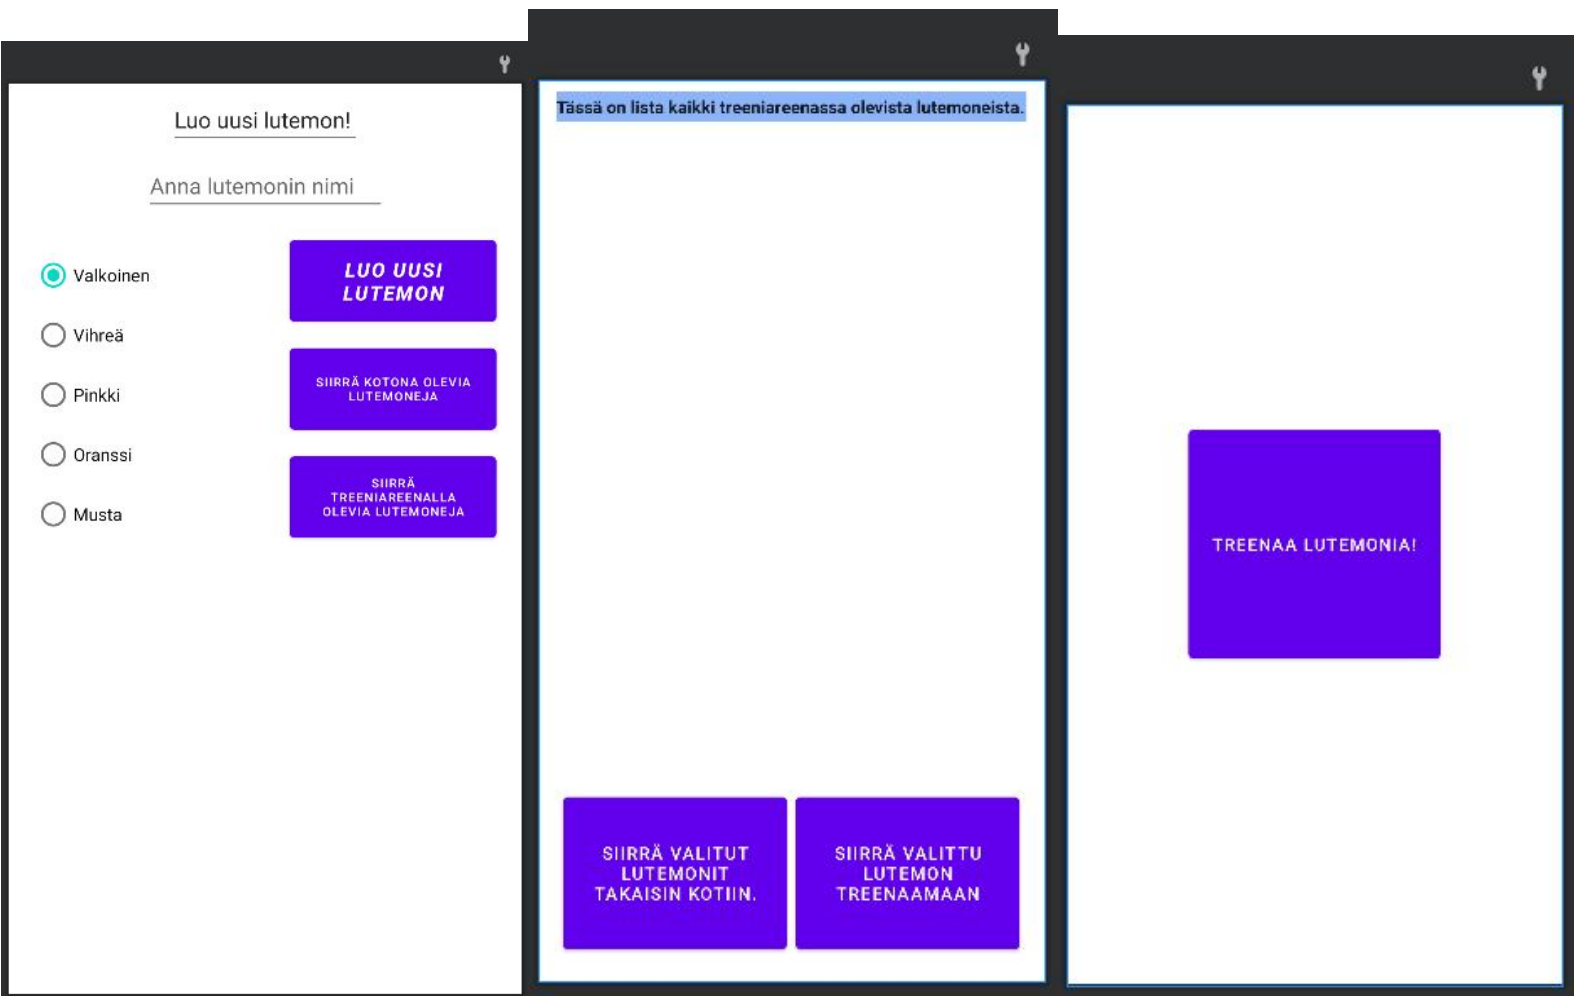 Luo uusi lutemon!
Anna lutemonin nimi
Valkoinen
Vihreä
Pinkki
Oranssi
Musta
LUO UUSI
LUTEMON
SIIRRÄ KOTONA OLEVIA
LUTEMONEJA
SIIRRÄ
TREENIAREENALLA
OLEVIA LUTEMONEJA
Tässä on lista kaikki treeniareenassa olevista lutemoneista.
SIIRRÄ VALITUT
LUTEMONIT
TAKAISIN KOTIIN.
SIIRRÄ VALITTU
LUTEMON
TREENAAMAAN
TREENAA LUTEMONIA!